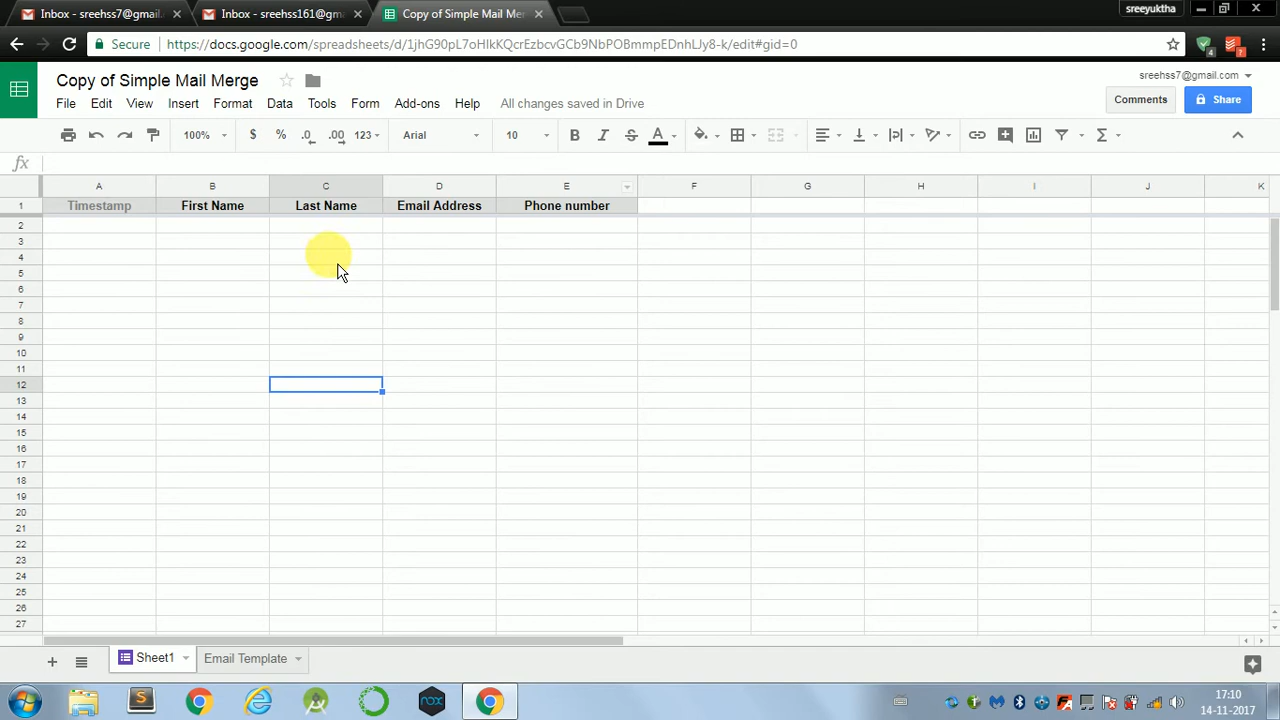 Inbox - sreehss7@gmail. Inbox - sreehss161@gm Copy of Simple Mail Mer sreeyuktha
Secure https://docs.google.com/spreadsheets/d/1jhG90pL7oHIkKQcrEzbcvGCb9NbPOBmmpEDnhLJy8-k/edit#gid=0 4 7
Copy of Simple Mail Merge sreehss7@gmail.com
File Edit View Insert Format Data Tools Form Add-ons Help All changes saved in Drive Comments Share
100% $ % .0 .00 123 Arial 10 B I S A Σ
fx
A B C D E F G H I J K
1 Timestamp First Name Last Name Email Address Phone number
2
3
4
5
6
7
8
9
10
11
12
13
14
15
16
17
18
19
20
21
22
23
24
25
26
27
+ Sheet1 Email Template
S e nox 17:10
14-11-2017